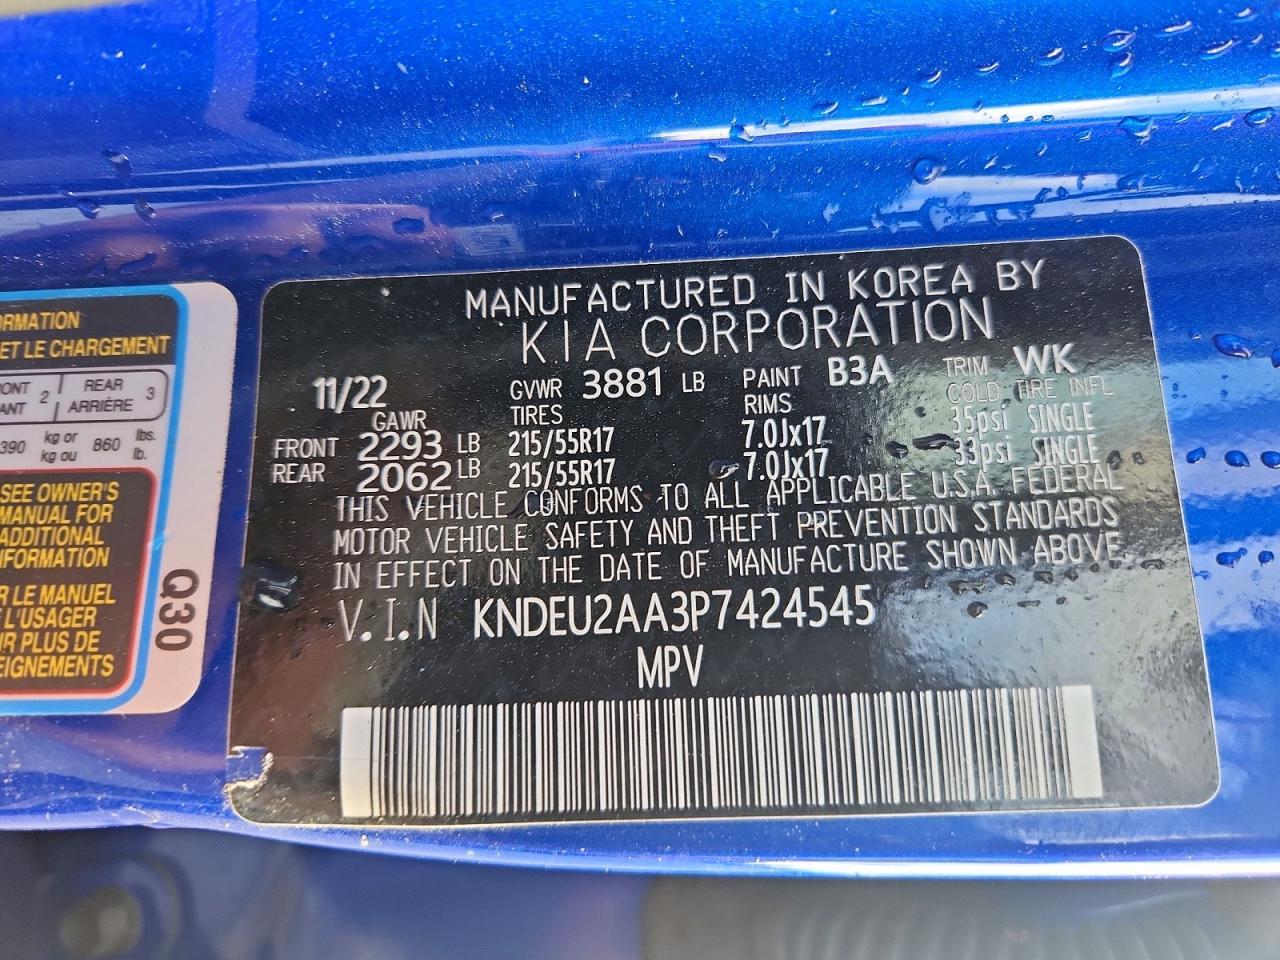 MANUFACTURED IN KOREA BY
KIA CORPORATION
11/22 GVWR 3881 LB PAINT B3A TRIM WK
GAWR TIRES RIMS COLD TIRE INFL
FRONT 2293 LB 215/55R17 7.0Jx17 35psi SINGLE
REAR 2062 LB 215/55R17 7.0Jx17 33psi SINGLE
THIS VEHICLE CONFORMS TO ALL APPLICABLE U.S.A. FEDERAL
MOTOR VEHICLE SAFETY AND THEFT PREVENTION STANDARDS
IN EFFECT ON THE DATE OF MANUFACTURE SHOWN ABOVE.
V.I.N KNDEU2AA3P7424545
MPV
ORMATION
ET LE CHARGEMENT
ONT 2 REAR 3
ANT ARRIÈRE
390 kg or 860 lbs.
kg ou lb.
SEE OWNER'S
MANUAL FOR
ADDITIONAL
NFORMATION
R LE MANUEL
L'USAGER
UR PLUS DE
EIGNEMENTS
Q30